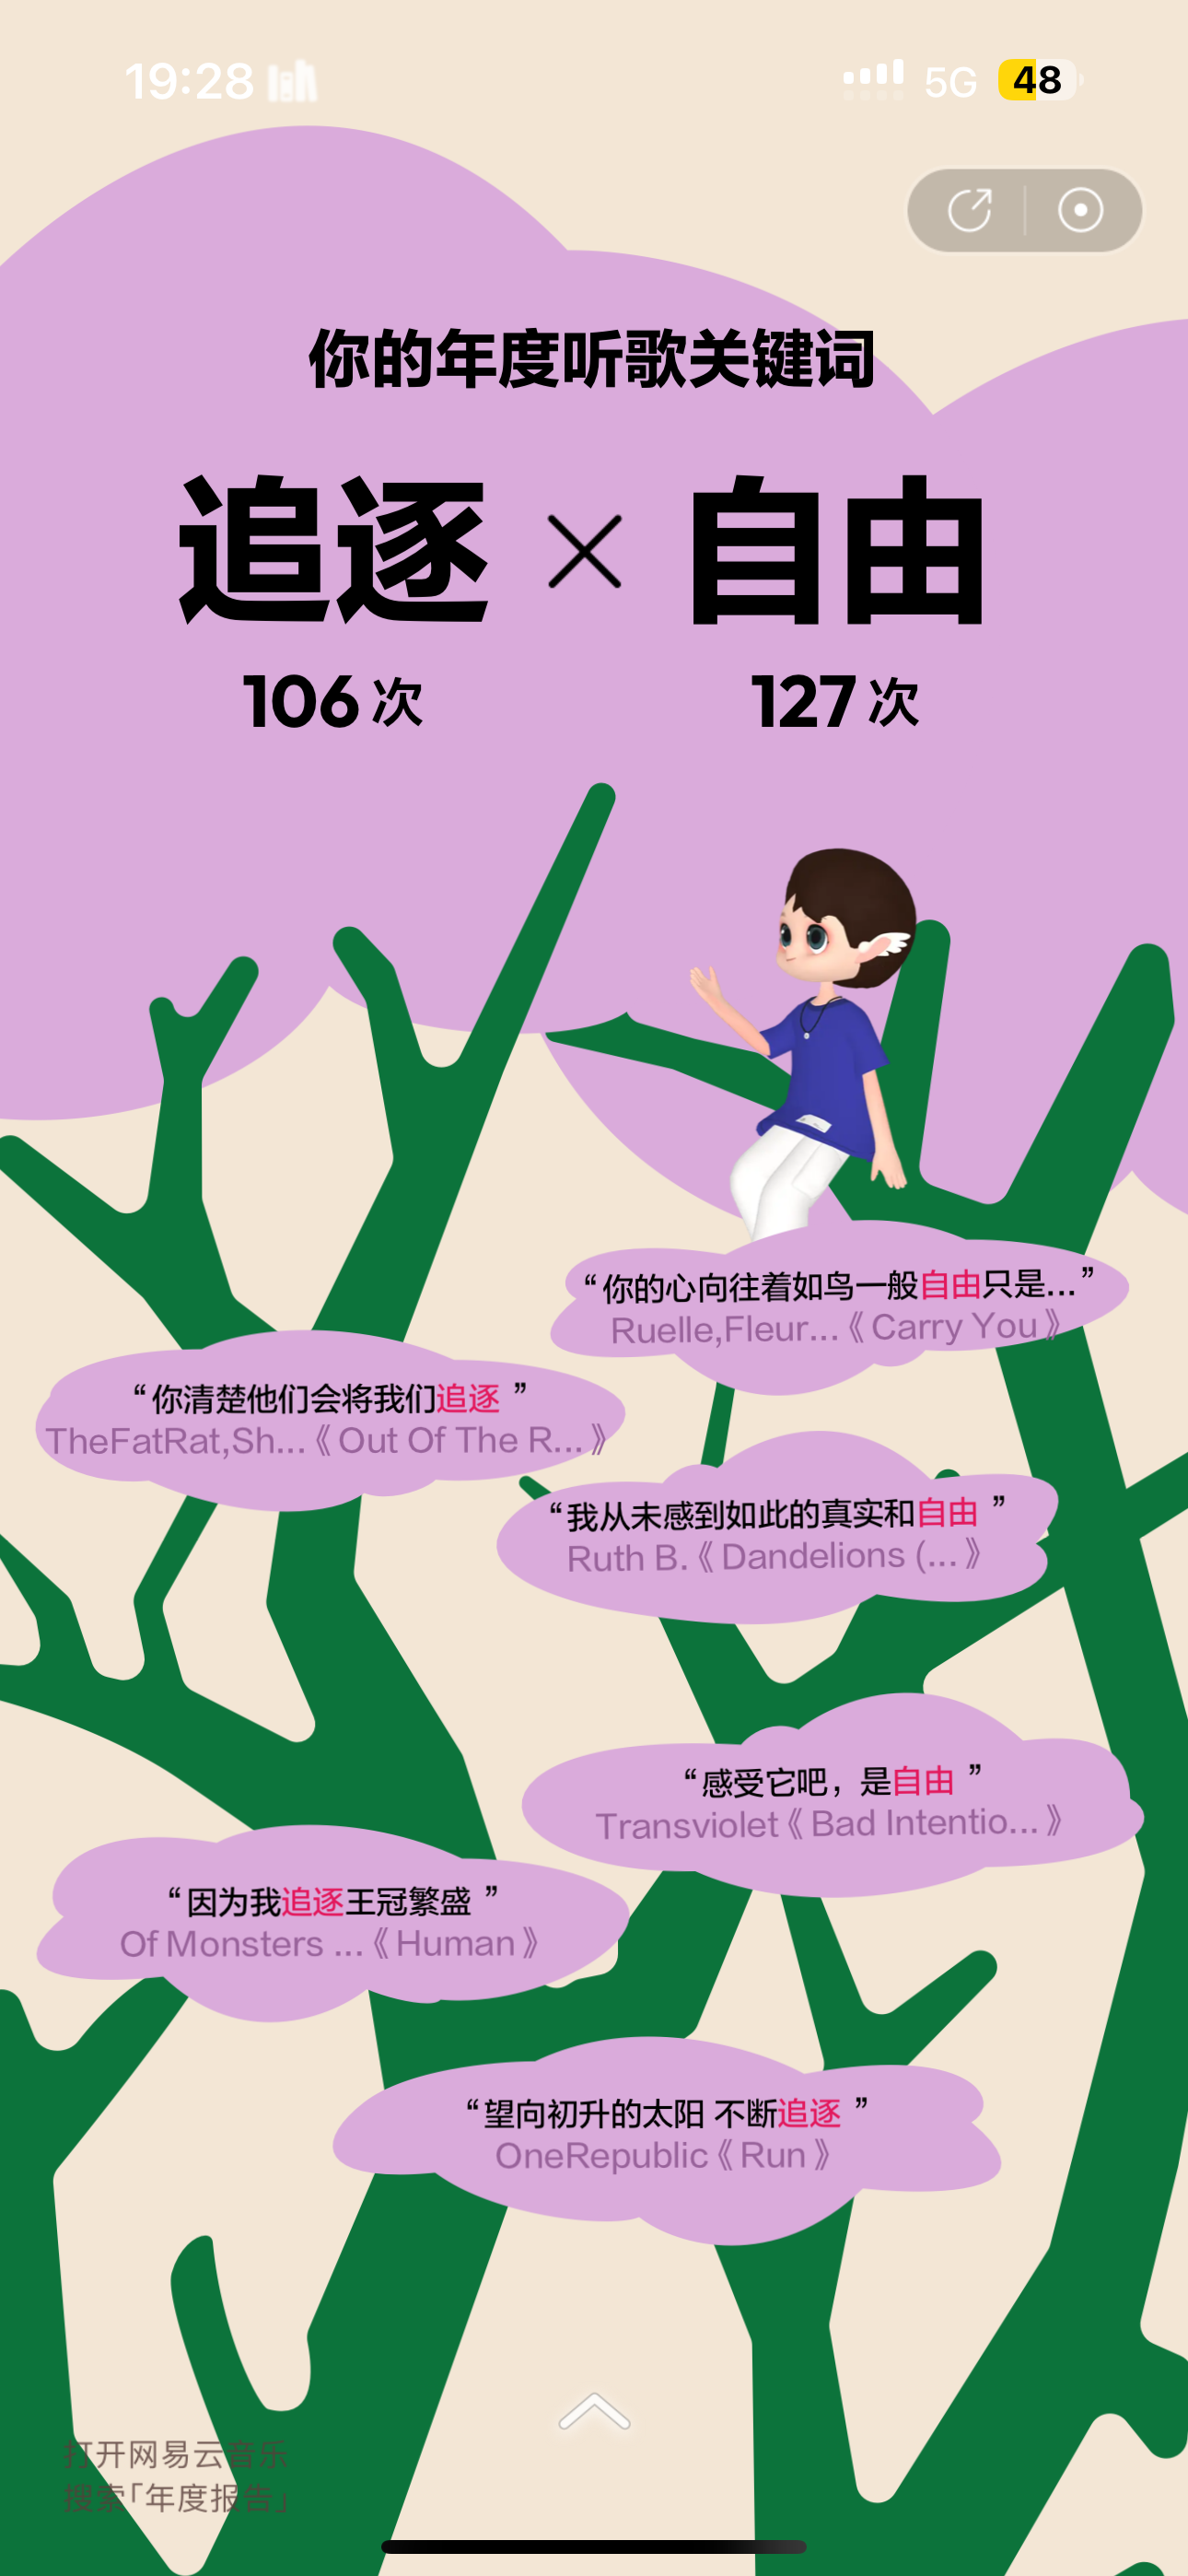 19:28
5G 48
你的年度听歌关键词
追逐 × 自由
106 次 127 次
“你的心向往着如鸟一般自由只是...”
Ruelle,Fleur...《Carry You》
“你清楚他们会将我们追逐 ”
TheFatRat,Sh...《Out Of The R...》
“我从未感到如此的真实和自由 ”
Ruth B.《Dandelions (...》
“感受它吧，是自由 ”
Transviolet《Bad Intentio...》
“因为我追逐王冠繁盛 ”
Of Monsters ...《Human》
“望向初升的太阳 不断追逐 ”
OneRepublic《Run》
打开网易云音乐
搜索「年度报告」